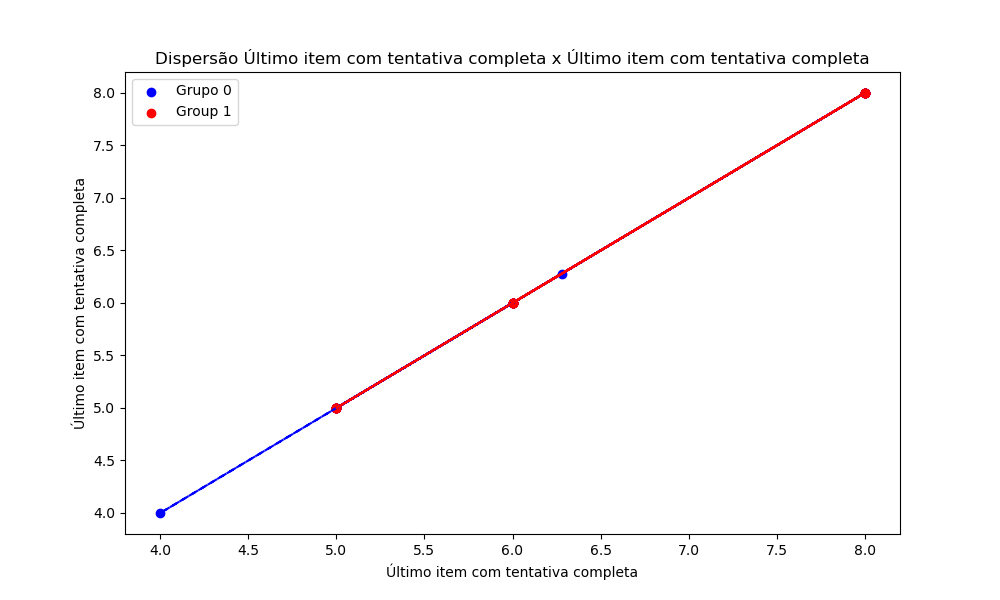 Dispersão Último item com tentativa completa x Último item com tentativa completa
Grupo 0
Group 1
Último item com tentativa completa
8.0
7.5
7.0
6.5
6.0
5.5
5.0
4.5
4.0
4.0 4.5 5.0 5.5 6.0 6.5 7.0 7.5 8.0
Último item com tentativa completa